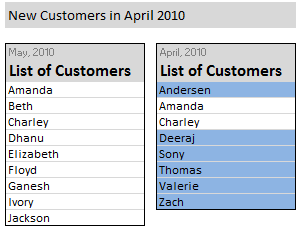 New Customers in April 2010
May, 2010
List of Customers
Amanda
Beth
Charley
Dhanu
Elizabeth
Floyd
Ganesh
Ivory
Jackson
April, 2010
List of Customers
Andersen
Amanda
Charley
Deeraj
Sony
Thomas
Valerie
Zach